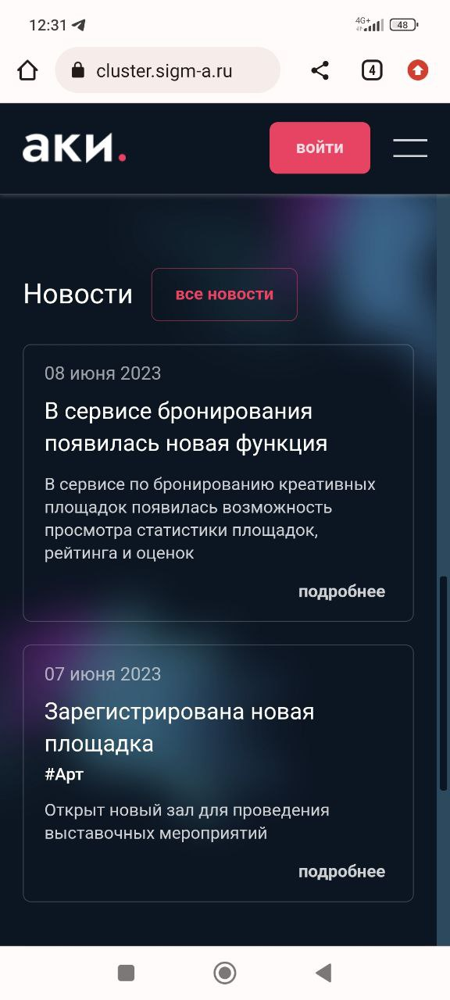 12:31
4G+
48
cluster.sigm-a.ru
4
аки.
войти
Новости
все новости
08 июня 2023
В сервисе бронирования
появилась новая функция
В сервисе по бронированию креативных
площадок появилась возможность
просмотра статистики площадок,
рейтинга и оценок
подробнее
07 июня 2023
Зарегистрирована новая
площадка
#Арт
Открыт новый зал для проведения
выставочных мероприятий
подробнее